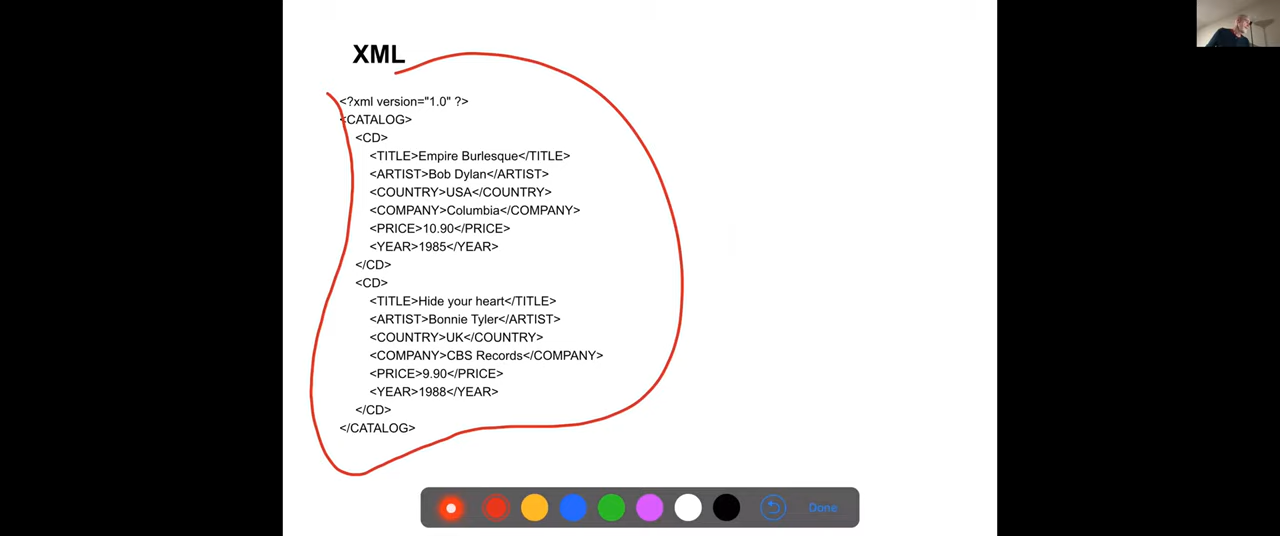 XML
<?xml version="1.0" ?>
<CATALOG>
<CD>
<TITLE>Empire Burlesque</TITLE>
<ARTIST>Bob Dylan</ARTIST>
<COUNTRY>USA</COUNTRY>
<COMPANY>Columbia</COMPANY>
<PRICE>10.90</PRICE>
<YEAR>1985</YEAR>
</CD>
<CD>
<TITLE>Hide your heart</TITLE>
<ARTIST>Bonnie Tyler</ARTIST>
<COUNTRY>UK</COUNTRY>
<COMPANY>CBS Records</COMPANY>
<PRICE>9.90</PRICE>
<YEAR>1988</YEAR>
</CD>
</CATALOG>
Done